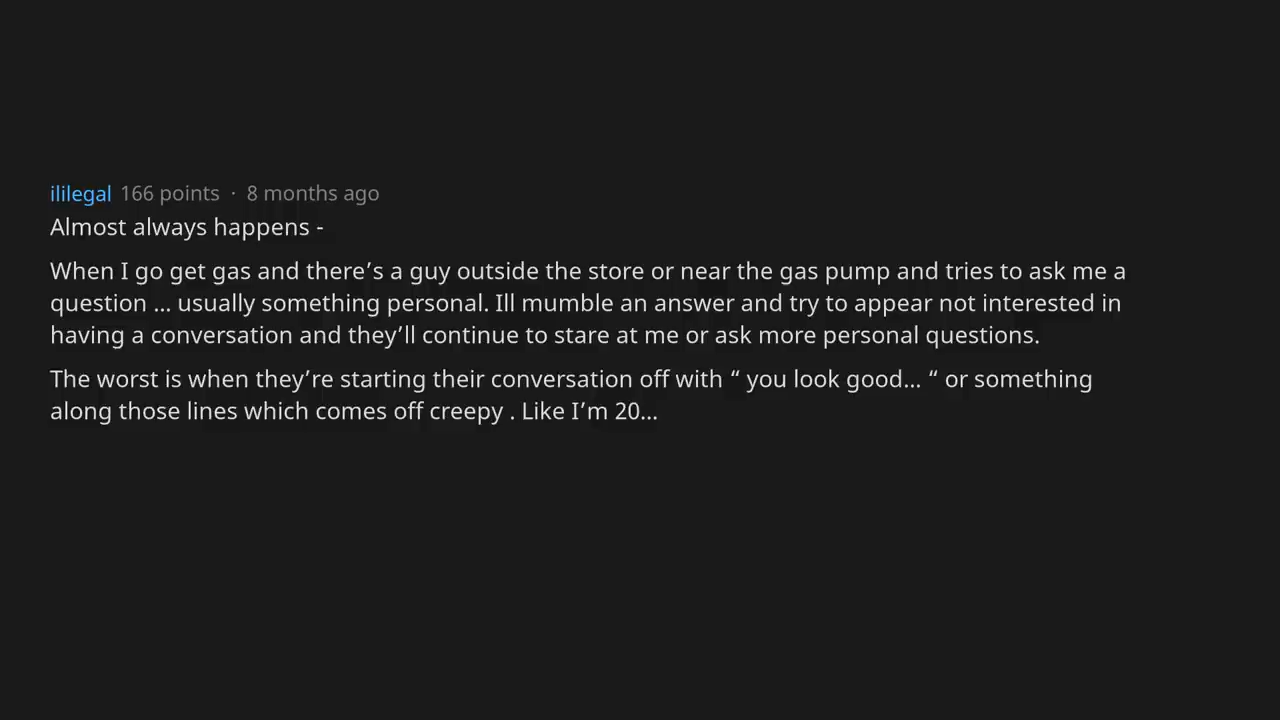 ililegal 166 points · 8 months ago
Almost always happens -
When I go get gas and there’s a guy outside the store or near the gas pump and tries to ask me a
question ... usually something personal. Ill mumble an answer and try to appear not interested in
having a conversation and they’ll continue to stare at me or ask more personal questions.
The worst is when they’re starting their conversation off with “ you look good... “ or something
along those lines which comes off creepy . Like I’m 20...